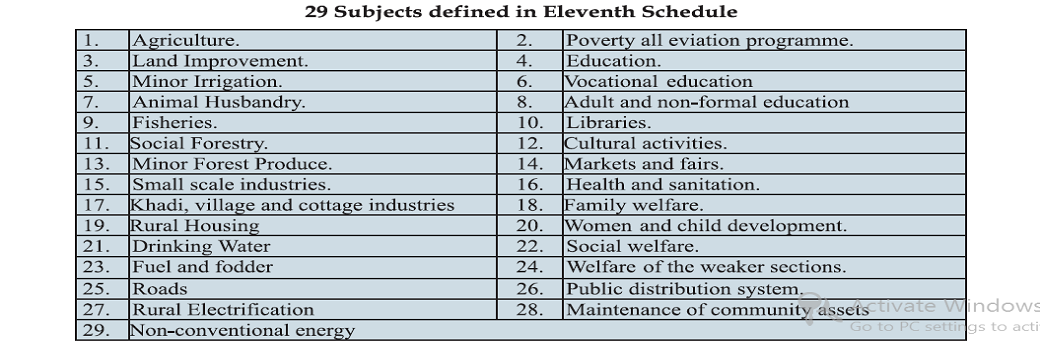 29 Subjects defined in Eleventh Schedule
1. Agriculture. 2. Poverty all eviation programme.
3. Land Improvement. 4. Education.
5. Minor Irrigation. 6. Vocational education
7. Animal Husbandry. 8. Adult and non-formal education
9. Fisheries. 10. Libraries.
11. Social Forestry. 12. Cultural activities.
13. Minor Forest Produce. 14. Markets and fairs.
15. Small scale industries. 16. Health and sanitation.
17. Khadi, village and cottage industries 18. Family welfare.
19. Rural Housing 20. Women and child development.
21. Drinking Water 22. Social welfare.
23. Fuel and fodder 24. Welfare of the weaker sections.
25. Roads 26. Public distribution system.
27. Rural Electrification 28. Maintenance of community assets
29. Non-conventional energy
Activate Windows
Go to PC settings to acti